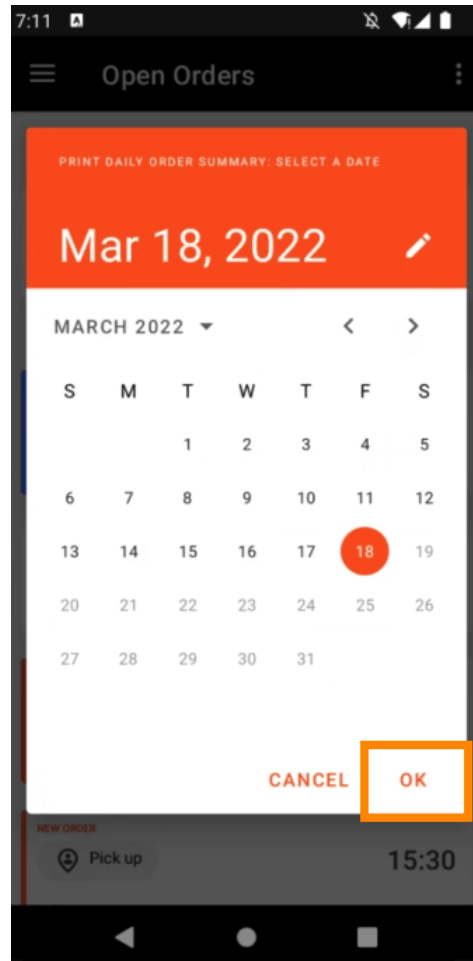 7:11
Open Orders
PRINT DAILY ORDER SUMMARY: SELECT A DATE
Mar 18, 2022
MARCH 2022
S M T W T F S
1 2 3 4 5
6 7 8 9 10 11 12
13 14 15 16 17 18 19
20 21 22 23 24 25 26
27 28 29 30 31
CANCEL OK
NEW ORDER
Pick up 15:30